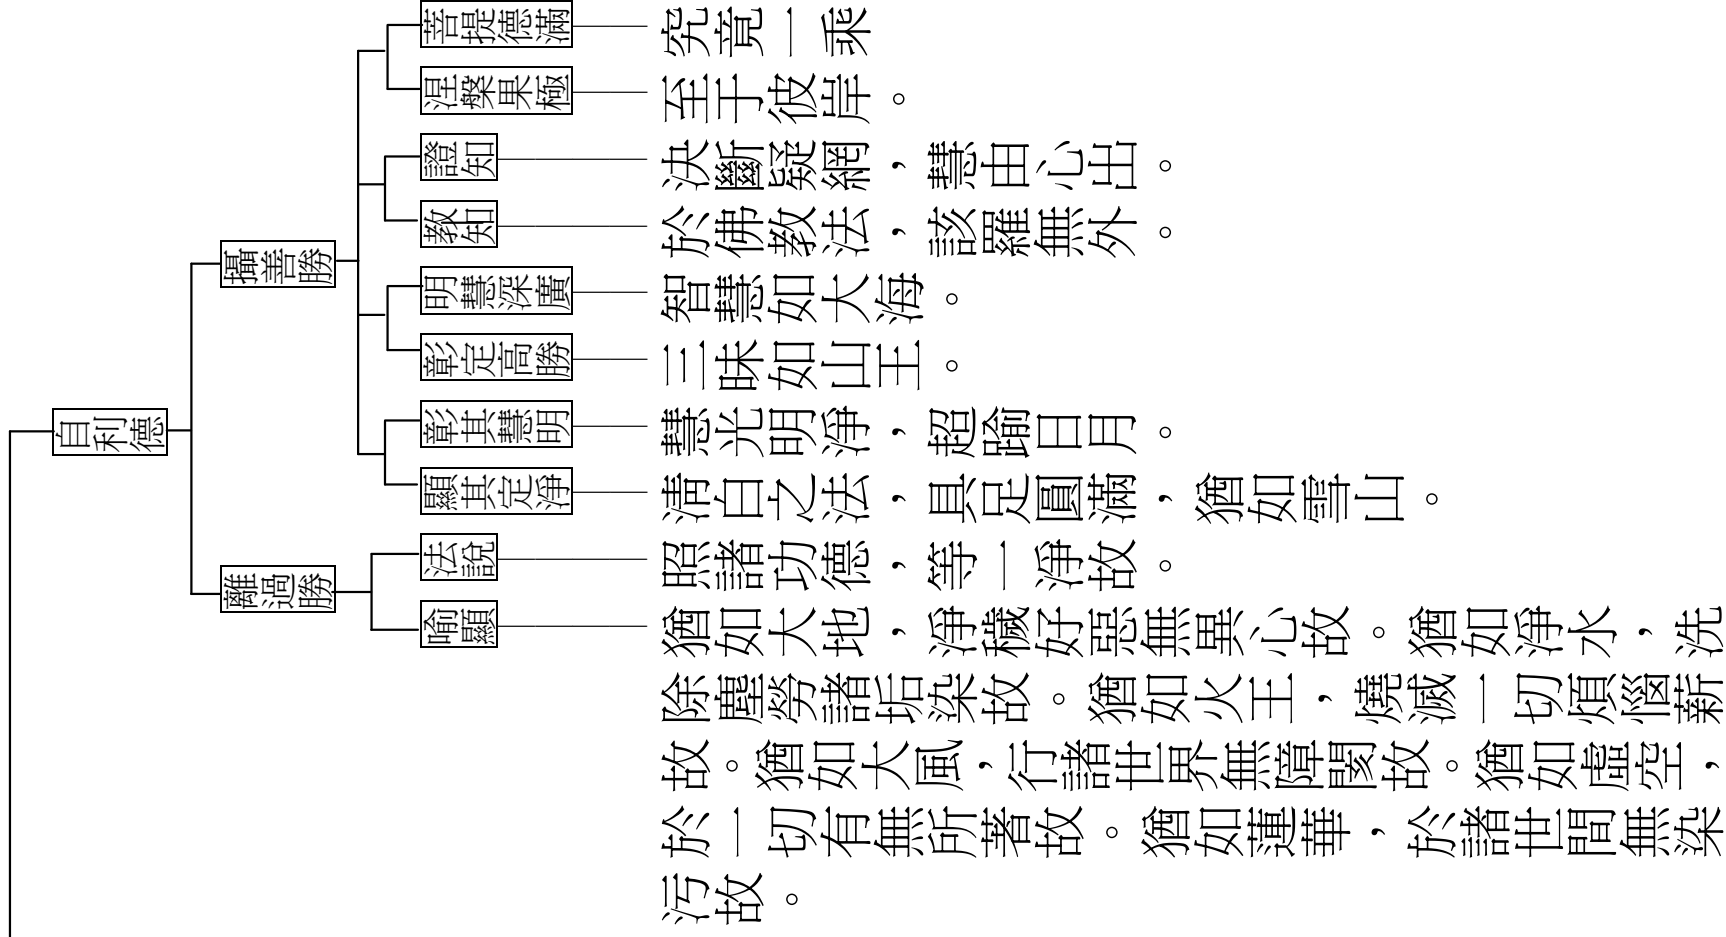 自利德
攝善勝
離過勝
菩提德滿
究竟一乘
涅槃果極
至于彼岸。
證知
決斷疑網,慧由心出。
教知
於佛教法,該羅無外。
明慧深廣
智慧如大海。
彰定高勝
三昧如山王。
彰其慧明
慧光明淨,超踰日月。
顯其定淨
清白之法,具足圓滿,猶如雪山。
法說
照諸功德,等一淨故。
喻顯
猶如大地,淨穢好惡無異心故。猶如淨水,洗
除塵勞諸垢染故。猶如火王,燒滅一切煩惱薪
故。猶如大風,行諸世界無障閡故。猶如虛空,
於一切有無所著故。猶如蓮華,於諸世間無染
污故。